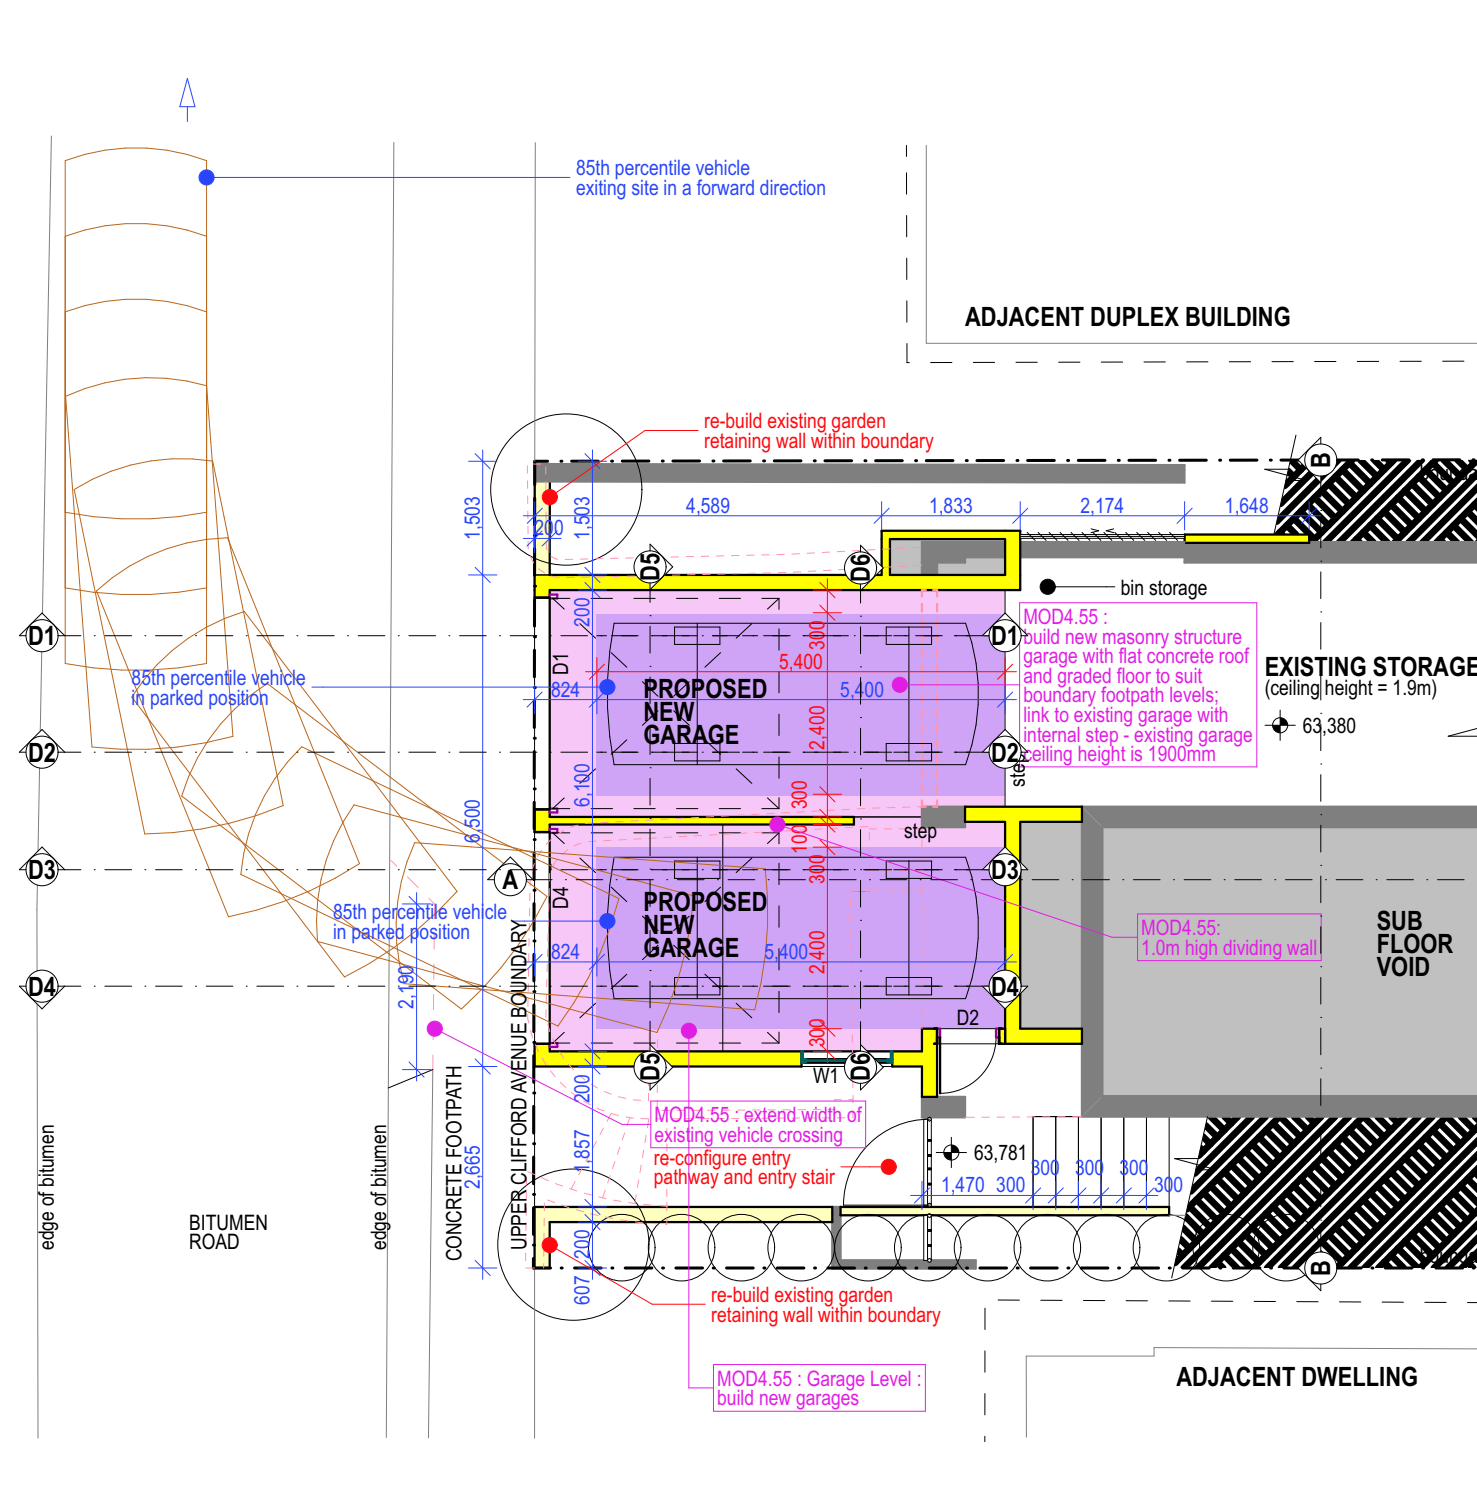 85th percentile vehicle
exiting site in a forward direction
ADJACENT DUPLEX BUILDING
re-build existing garden
retaining wall within boundary
B
1,503
200
1,503
4,589
1,833
2,174
1,648
D5
D6
bin storage
D1
D1
200
300
D1
MOD4.55 :
build new masonry structure
garage with flat concrete roof
and graded floor to suit
boundary footpath levels;
link to existing garage with
internal step - existing garage
ceiling height is 1900mm
EXISTING STORAGE
(ceiling height = 1.9m)
63,380
85th percentile vehicle
in parked position
824
5,400
5,400
PROPOSED
NEW
GARAGE
2,400
D2
D2
step
6,100
300
6,500
100
step
300
D3
A
D4
D3
85th percentile vehicle
in parked position
PROPOSED
NEW
GARAGE
824
5,400
2,400
MOD4.55:
1.0m high dividing wall
SUB
FLOOR
VOID
D4
2,190
D4
300
D2
D5
D6
W1
200
MOD4.55 : extend width of
existing vehicle crossing
re-configure entry
pathway and entry stair
63,781
1,857
2,665
1,470
300
300
300
300
300
edge of bitumen
BITUMEN
ROAD
edge of bitumen
CONCRETE FOOTPATH
UPPER CLIFFORD AVENUE BOUNDARY
200
607
B
re-build existing garden
retaining wall within boundary
MOD4.55 : Garage Level :
build new garages
ADJACENT DWELLING